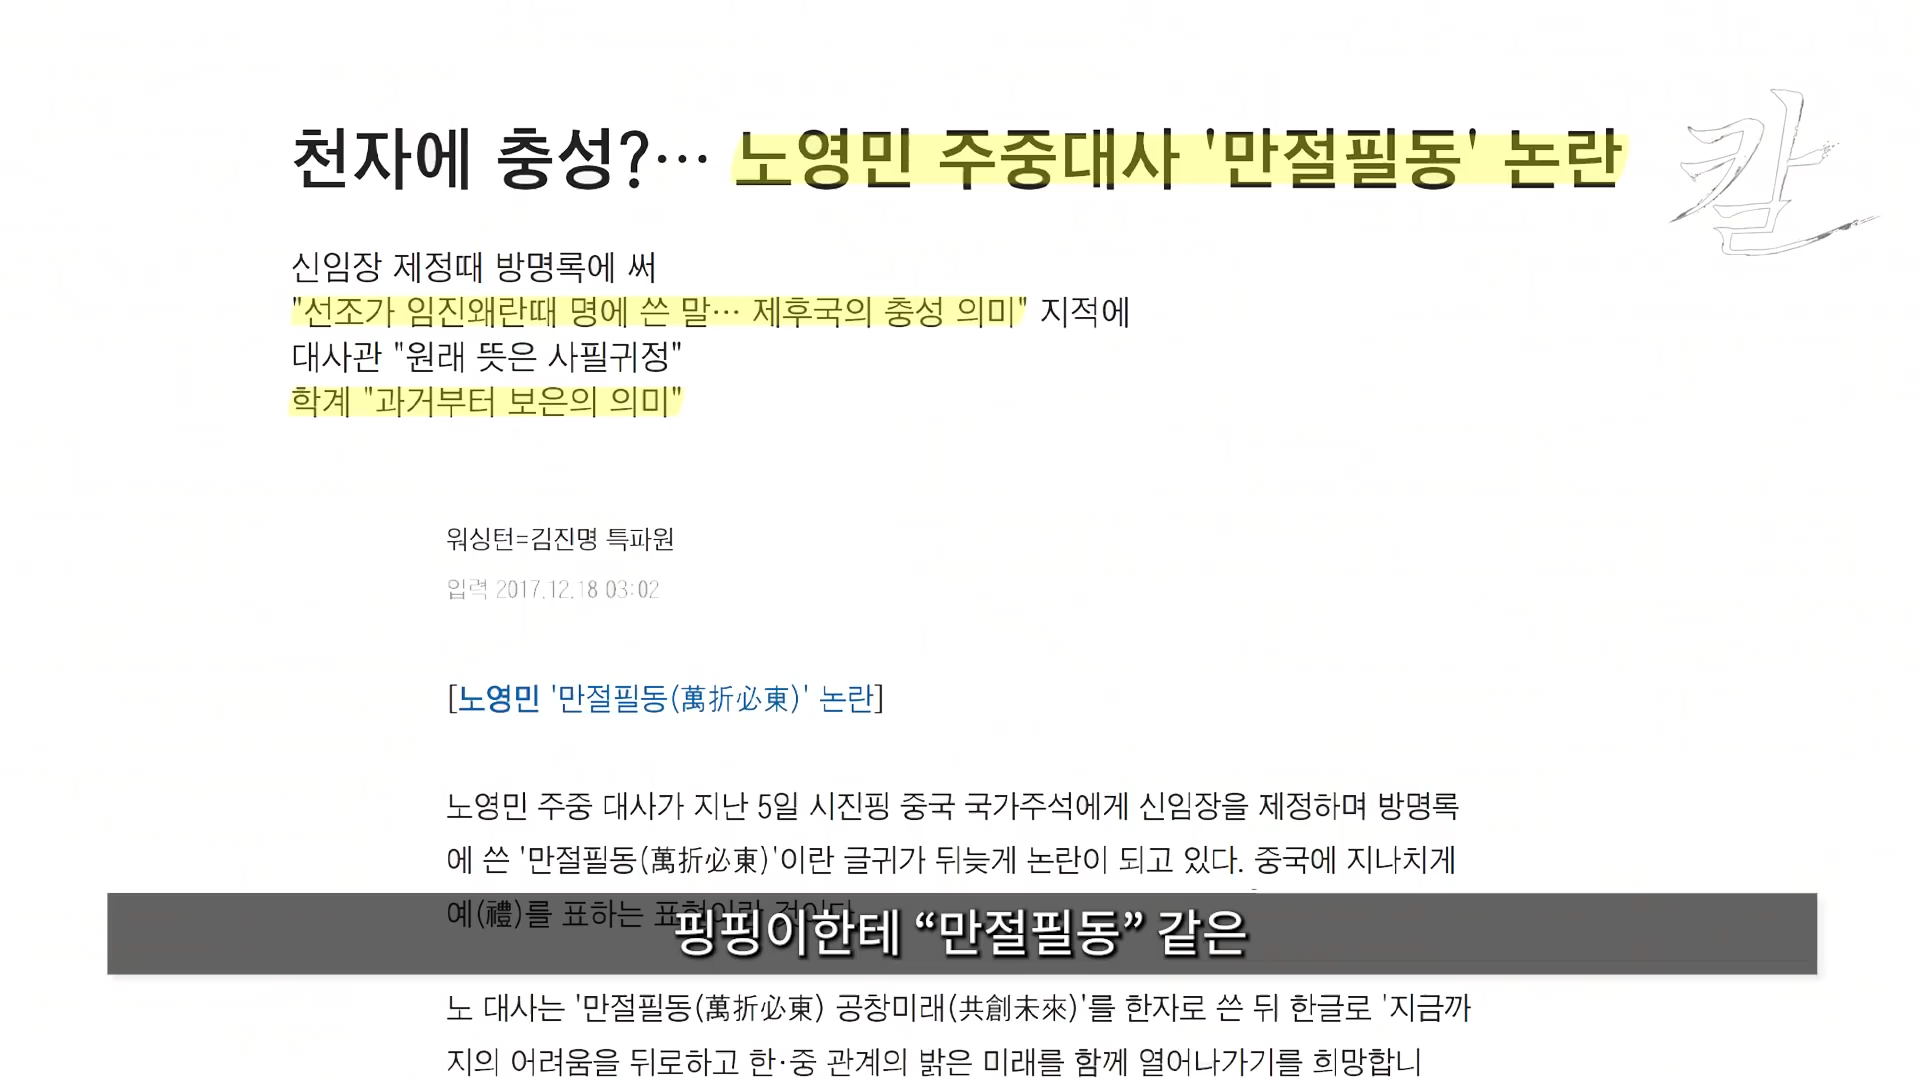 천자에 충성?… 노영민 주중대사 '만절필동' 논란
칼
신임장 제정때 방명록에 써
"선조가 임진왜란때 명에 쓴 말… 제후국의 충성 의미" 지적에
대사관 "원래 뜻은 사필귀정"
학계 "과거부터 보은의 의미"
워싱턴=김진명 특파원
입력 2017.12.18 03:02
[노영민 '만절필동(萬折必東)' 논란]
노영민 주중 대사가 지난 5일 시진핑 중국 국가주석에게 신임장을 제정하며 방명록
에 쓴 '만절필동(萬折必東)'이란 글귀가 뒤늦게 논란이 되고 있다. 중국에 지나치게
예(禮)를 표하는 표현이란 것이다.
핑핑이한테 “만절필동” 같은
노 대사는 '만절필동(萬折必東) 공창미래(共創未來)'를 한자로 쓴 뒤 한글로 '지금까
지의 어려움을 뒤로하고 한·중 관계의 밝은 미래를 함께 열어나가기를 희망합니